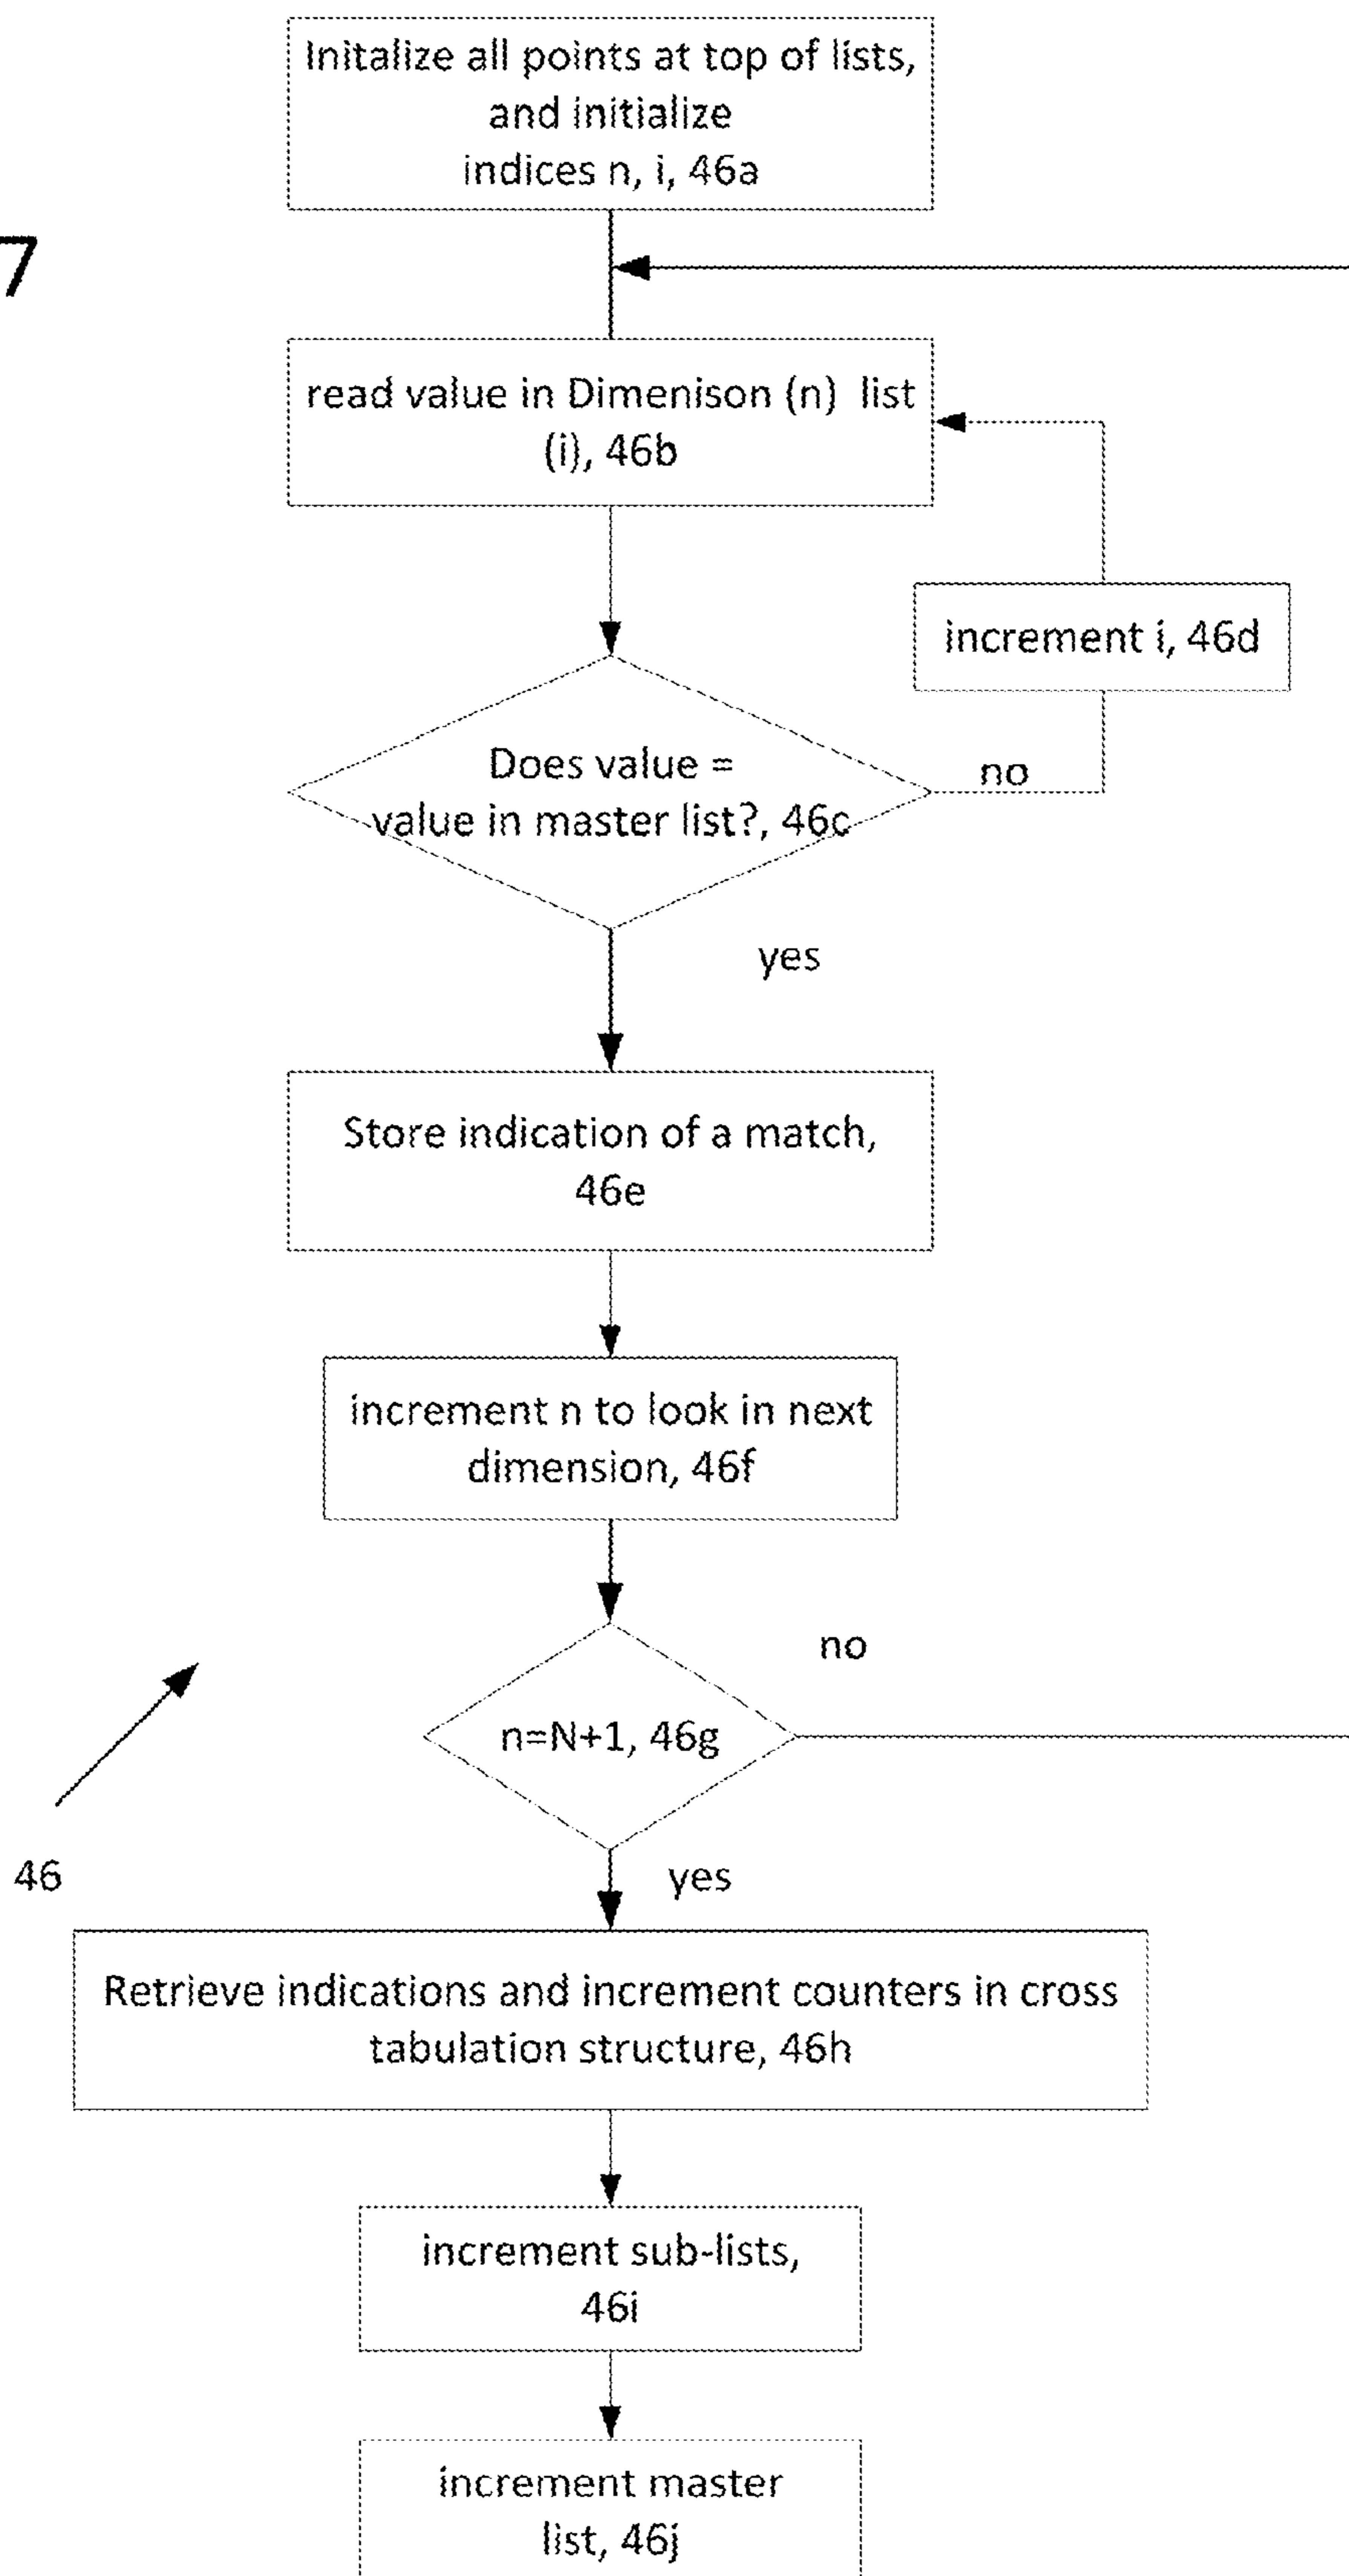 Initalize all points at top of lists,
and initialize
indices n, i, 46a
7
read value in Dimenison (n) list
(i), 46b
increment i, 46d
Does value =
value in master list?, 46c
no
yes
Store indication of a match,
46e
increment n to look in next
dimension, 46f
no
n=N+1, 46g
46
yes
Retrieve indications and increment counters in cross
tabulation structure, 46h
increment sub-lists,
46i
increment master
list, 46j